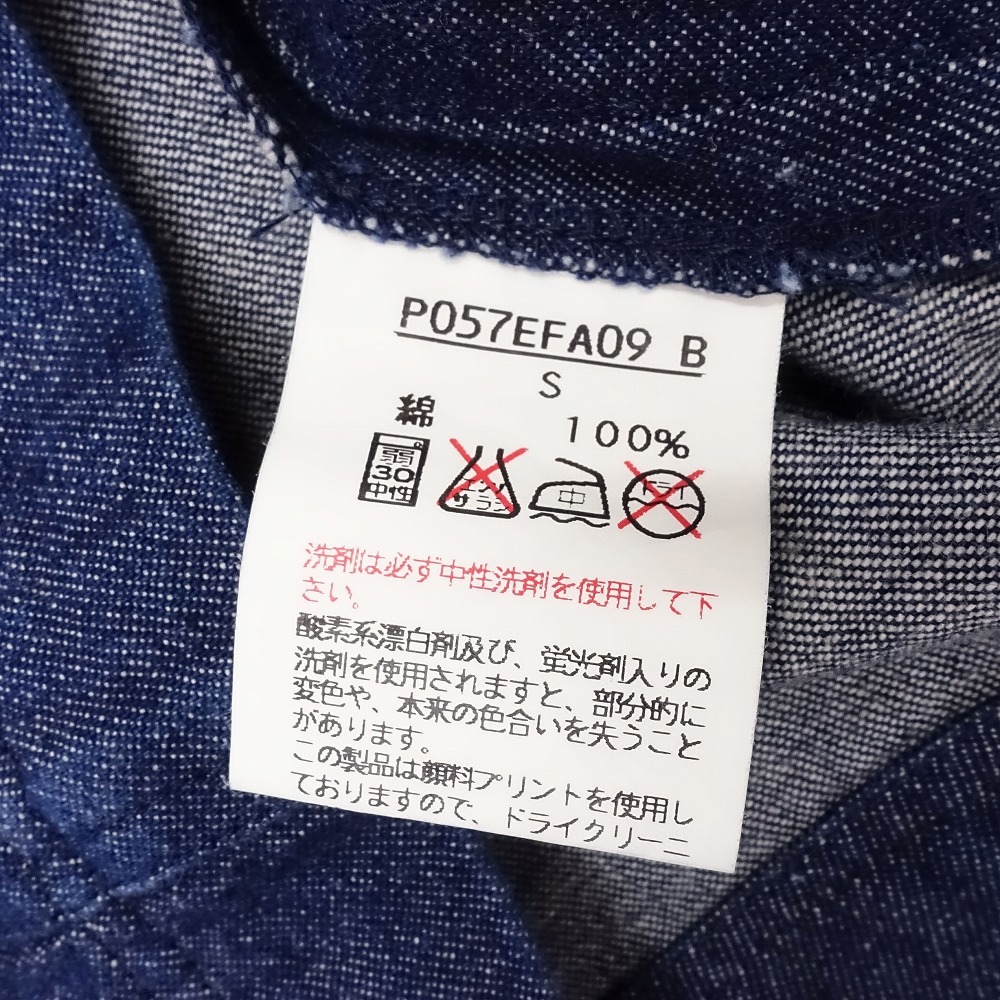 P057EFA09 B
S
綿 100%
弱
30
中性
エンソ
サラシ
中
ドライ
洗剤は必ず中性洗剤を使用して下
さい。
酸素系漂白剤及び、蛍光剤入りの
洗剤を使用されますと、部分的に
変色や、本来の色合いを失うこと
があります。
この製品は顔料プリントを使用し
ておりますので、ドライクリーニ